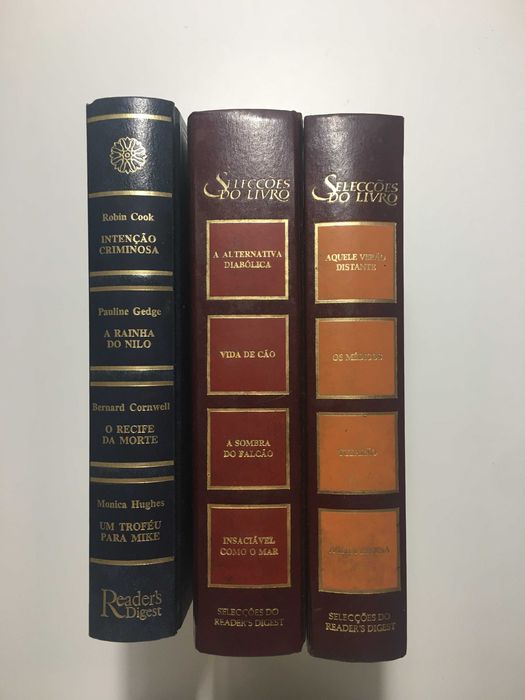 Robin Cook
INTENÇÃO
CRIMINOSA
Pauline Gedge
A RAINHA
DO NILO
Bernard Cornwell
O RECIFE
DA MORTE
Monica Hughes
UM TROFÉU
PARA MIKE
Reader's
Digest
SELECÇÕES
DO LIVRO
A ALTERNATIVA
DIABÓLICA
VIDA DE CÃO
A SOMBRA
DO FALCÃO
INSACIÁVEL
COMO O MAR
SELECÇÕES DO
READER'S DIGEST
SELECÇÕES
DO LIVRO
AQUELE VERÃO
DISTANTE
OS MÉDICOS
SELECÇÕES DO
READER'S DIGEST